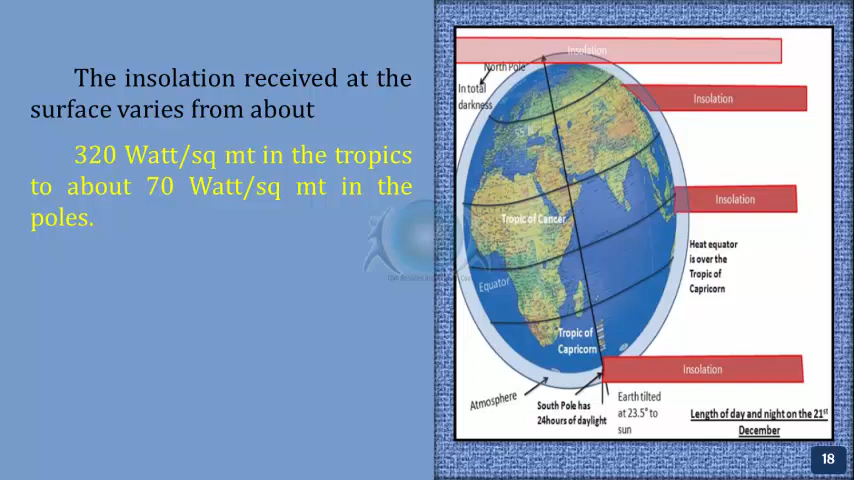 The insolation received at the
surface varies from about
320 Watt/sq mt in the tropics
to about 70 Watt/sq mt in the
poles.
Insulation
North Pole
In total
darkness
Insolation
Insolation
Tropic of Cancer
Heat equator
is over the
Tropic of
Capricorn
Equator
Tropic of
Capricorn
Insolation
Atmosphere
South Pole has
24hours of daylight
Earth tilted
at 23.5° to
sun
Length of day and night on the 21st
December
18